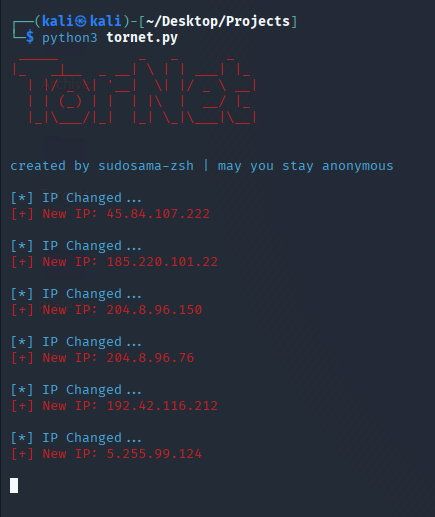 ┌──(kali㉿kali)-[~/Desktop/Projects]
└─$ python3 tornet.py
TorNet
created by sudosama-zsh | may you stay anonymous
[*] IP Changed...
[+] New IP: 45.84.107.222
[*] IP Changed...
[+] New IP: 185.220.101.22
[*] IP Changed...
[+] New IP: 204.8.96.150
[*] IP Changed...
[+] New IP: 204.8.96.76
[*] IP Changed...
[+] New IP: 192.42.116.212
[*] IP Changed...
[+] New IP: 5.255.99.124